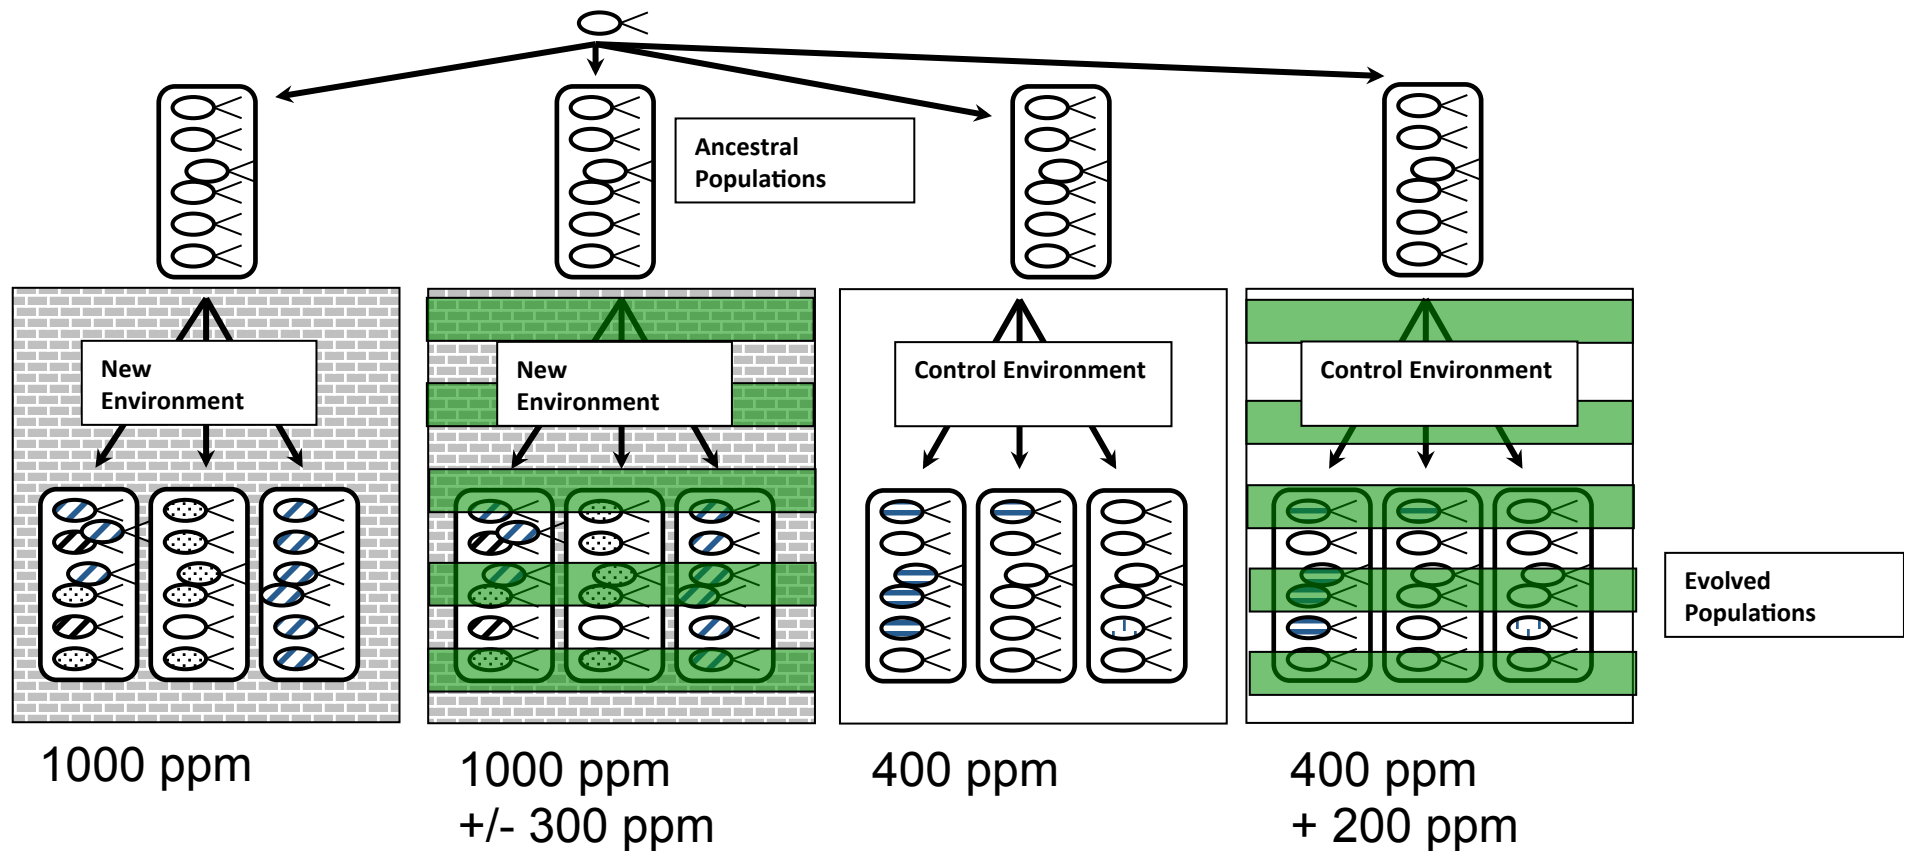 Ancestral
Populations
New
Environment
New
Environment
Control Environment
Control Environment
Evolved
Populations
1000 ppm
1000 ppm
+/- 300 ppm
400 ppm
400 ppm
+ 200 ppm